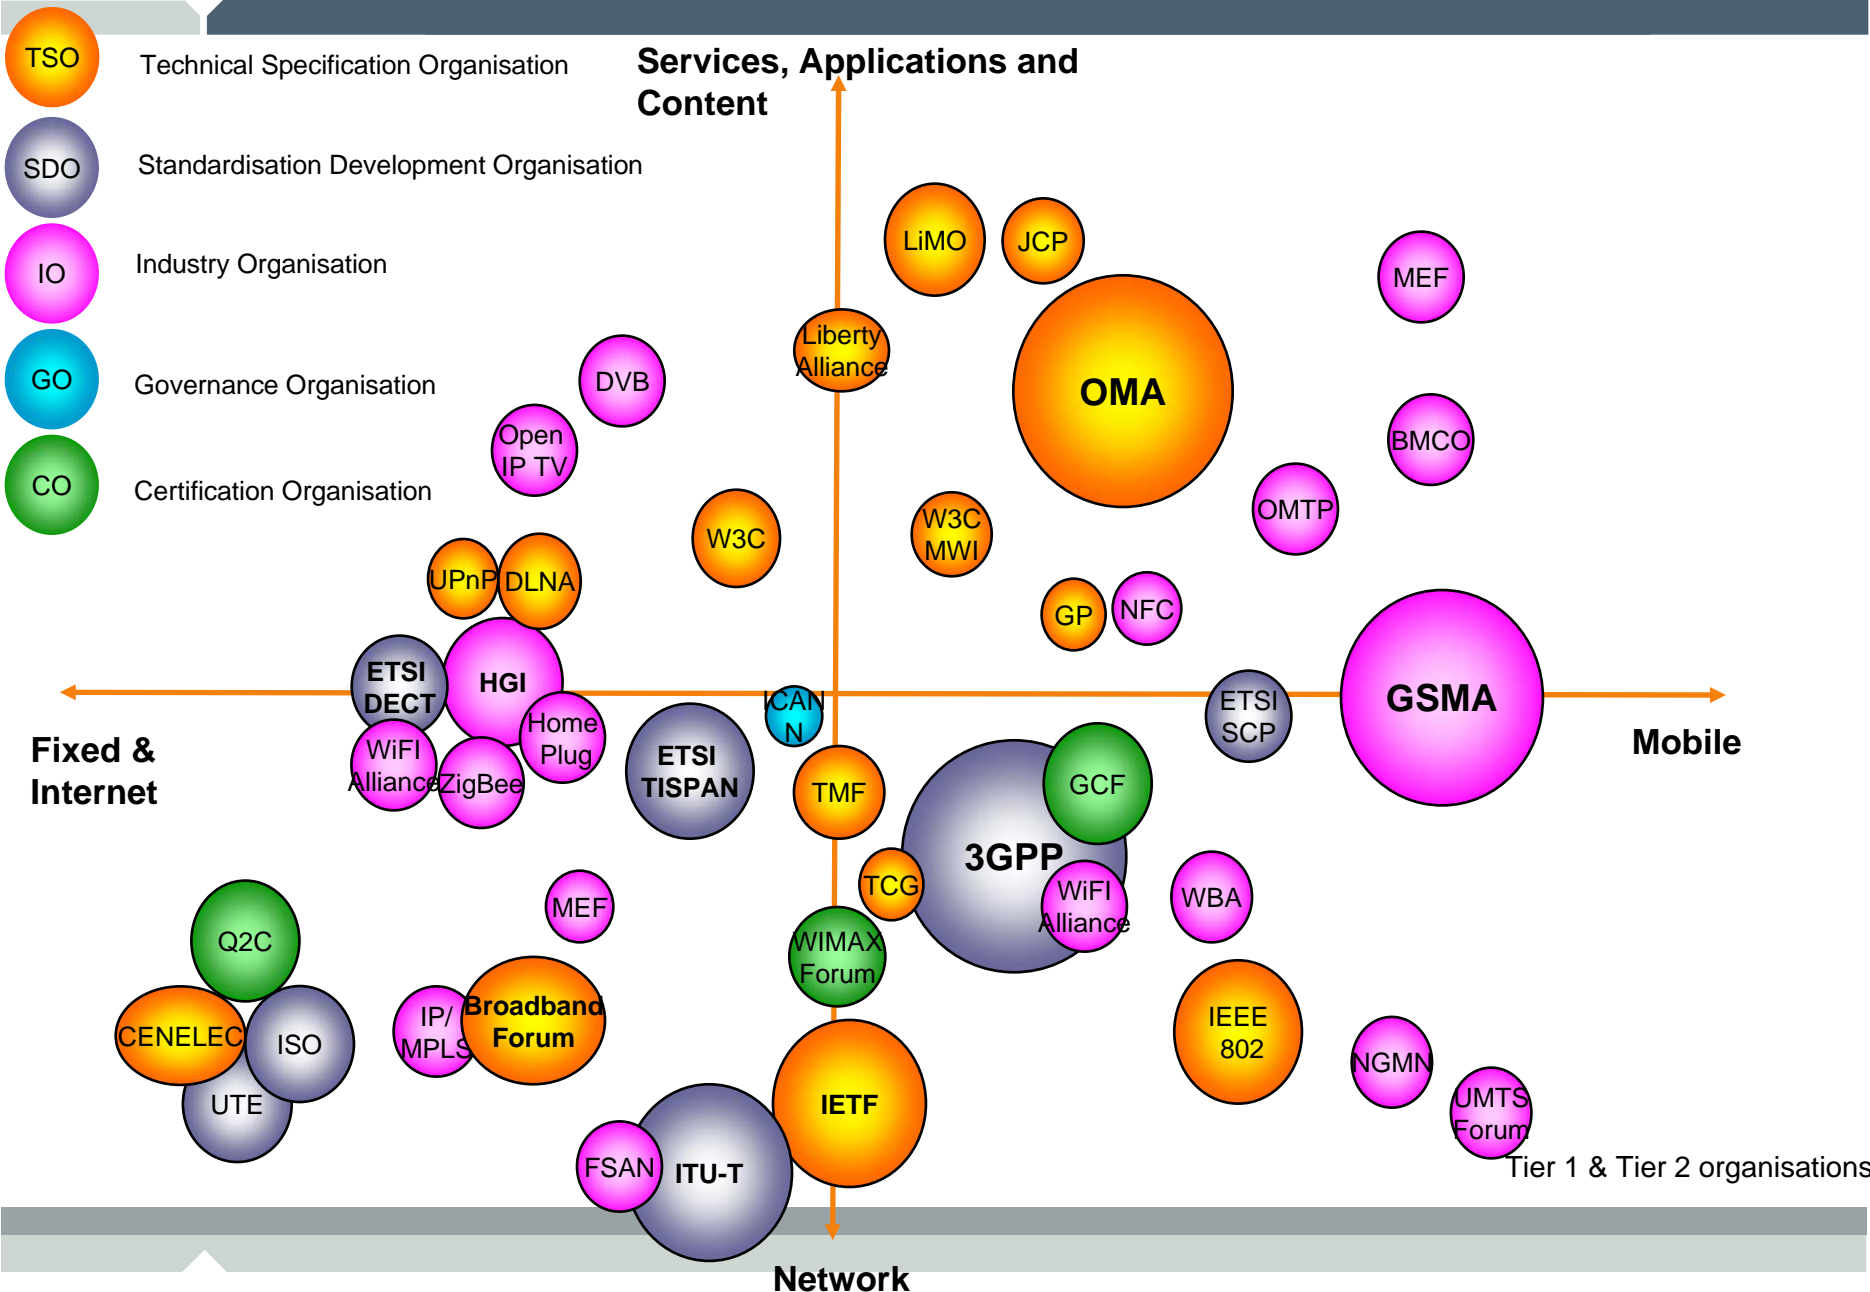 TSO
Technical Specification Organisation
SDO
Standardisation Development Organisation
IO
Industry Organisation
GO
Governance Organisation
CO
Certification Organisation
Services, Applications and
Content
LiMO
JCP
MEF
Liberty
Alliance
OMA
DVB
BMCO
Open
IP TV
OMTP
W3C
W3C
MWI
UPnP
DLNA
GP
NFC
ETSI
DECT
HGI
ICAN
N
ETSI
SCP
GSMA
Home
Plug
Fixed &
Internet
Mobile
WiFI
Alliance
ZigBee
ETSI
TISPAN
TMF
GCF
3GPP
TCG
WiFI
Alliance
WBA
MEF
Q2C
WIMAX
Forum
CENELEC
ISO
UTE
IP/
MPLS
Broadband
Forum
IEEE
802
NGMN
UMTS
Forum
IETF
FSAN
ITU-T
Tier 1 & Tier 2 organisations
Network